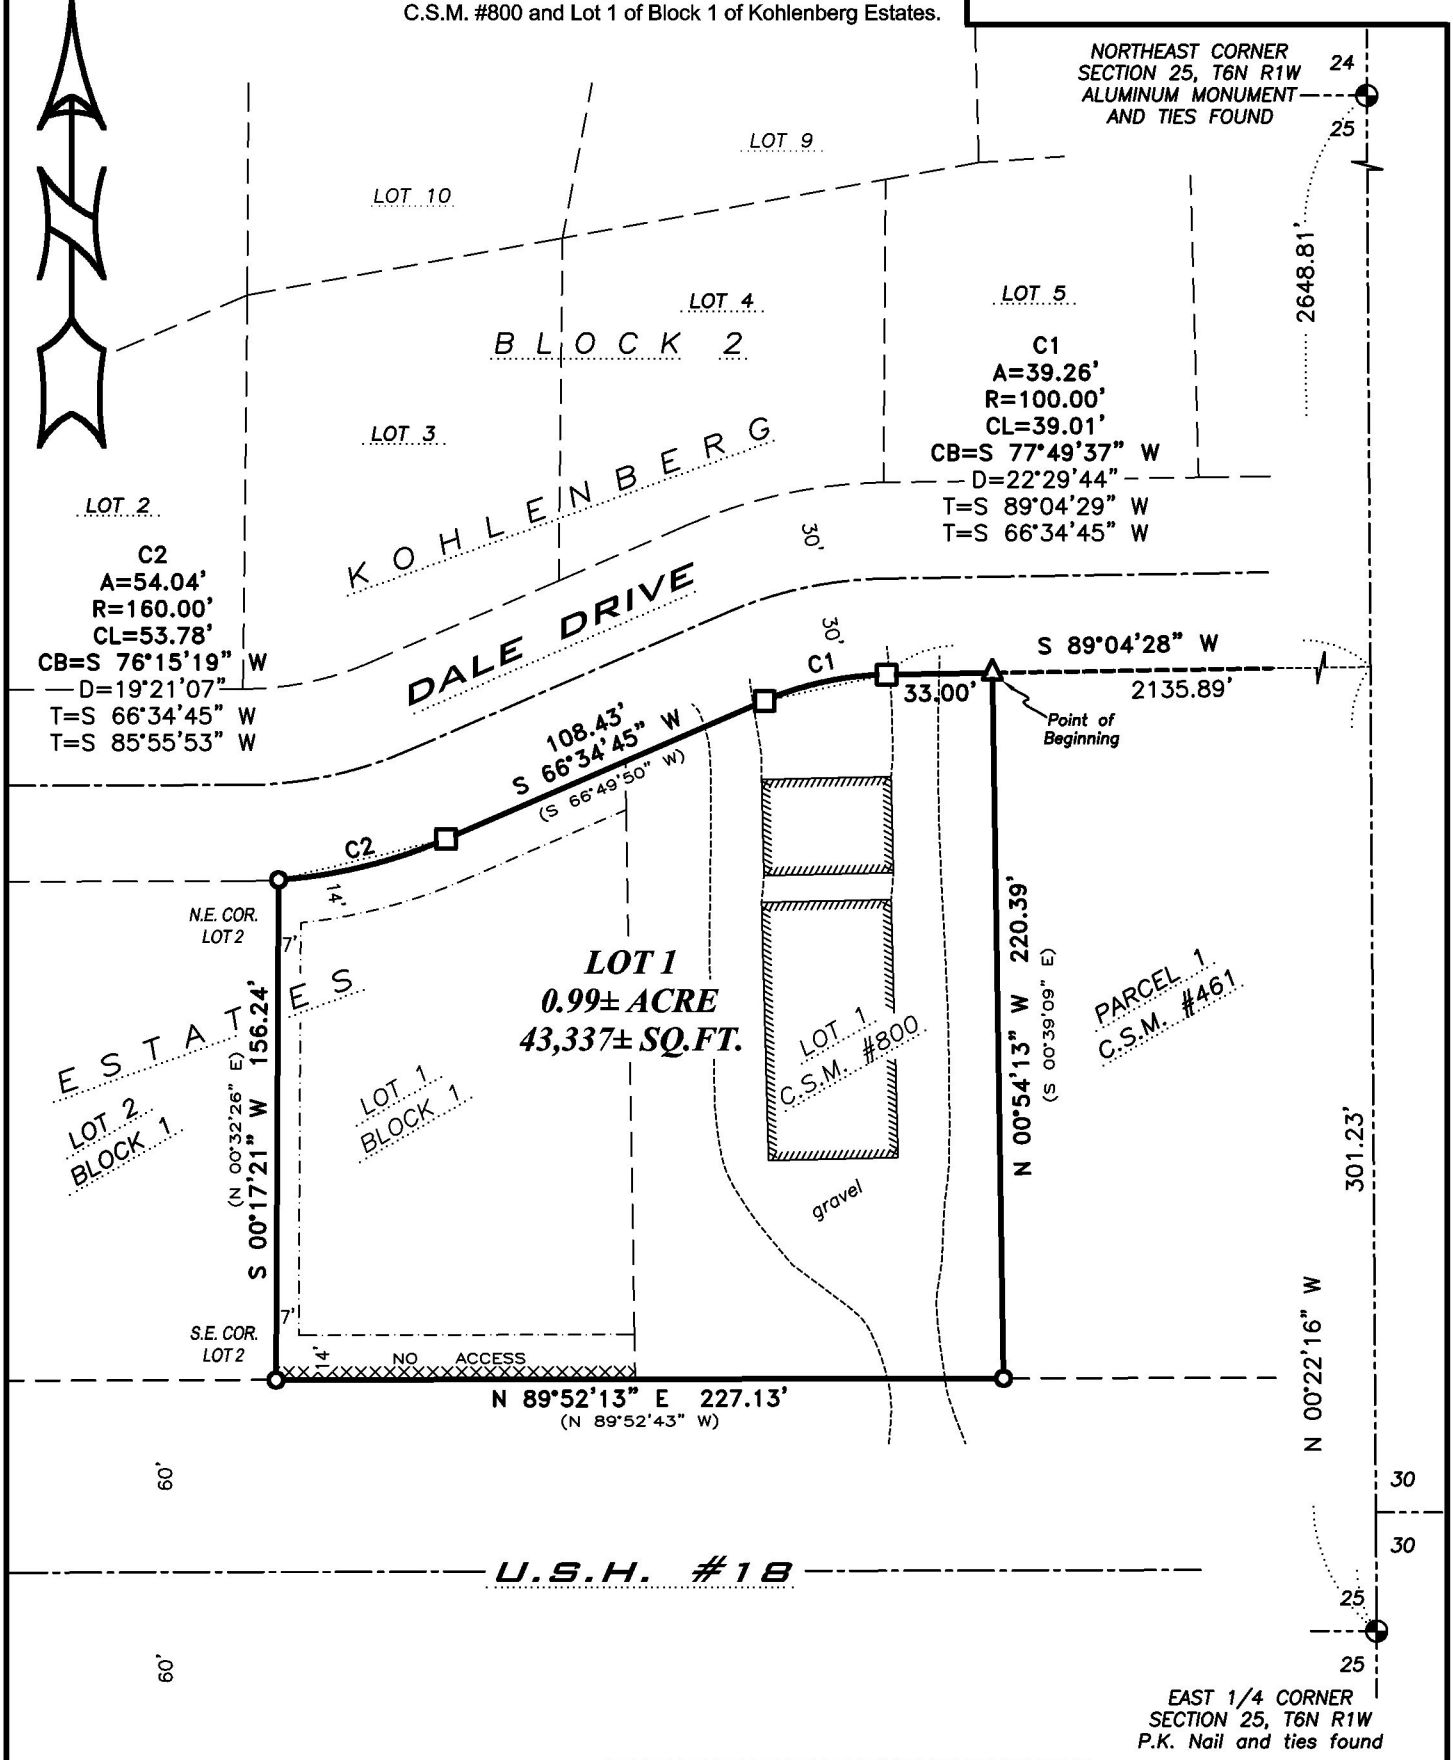 C.S.M. #800 and Lot 1 of Block 1 of Kohlenberg Estates.
NORTHEAST CORNER
SECTION 25, T6N R1W
ALUMINUM MONUMENT
AND TIES FOUND
24
25
2648.81'
LOT 9
LOT 10
LOT 4
LOT 5
BLOCK 2
C1
A=39.26'
R=100.00'
CL=39.01'
CB=S 77°49'37" W
D=22°29'44"
T=S 89°04'29" W
T=S 66°34'45" W
LOT 3
KOHLENBERG
LOT 2
C2
A=54.04'
R=160.00'
CL=53.78'
CB=S 76°15'19" W
D=19°21'07"
T=S 66°34'45" W
T=S 85°55'53" W
30'
DALE DRIVE
30'
C1
33.00'
S 89°04'28" W
2135.89'
Point of
Beginning
108.43'
S 66°34'45" W
(S 66°49'50" W)
C2
14'
N.E. COR.
LOT 2
7'
ESTATES
LOT 1
0.99± ACRE
43,337± SQ.FT.
LOT 1
C.S.M. #800
N 00°54'13" W 220.39'
(S 00°39'09" E)
PARCEL 1
C.S.M. #461
S 00°17'21" W 156.24'
(N 00°32'26" E)
LOT 2
BLOCK 1
LOT 1
BLOCK 1
gravel
301.23'
N 00°22'16" W
7'
S.E. COR.
LOT 2
14'
NO ACCESS
N 89°52'13" E 227.13'
(N 89°52'43" W)
60'
30
30
U.S.H. #18
25
25
60'
EAST 1/4 CORNER
SECTION 25, T6N R1W
P.K. Nail and ties found